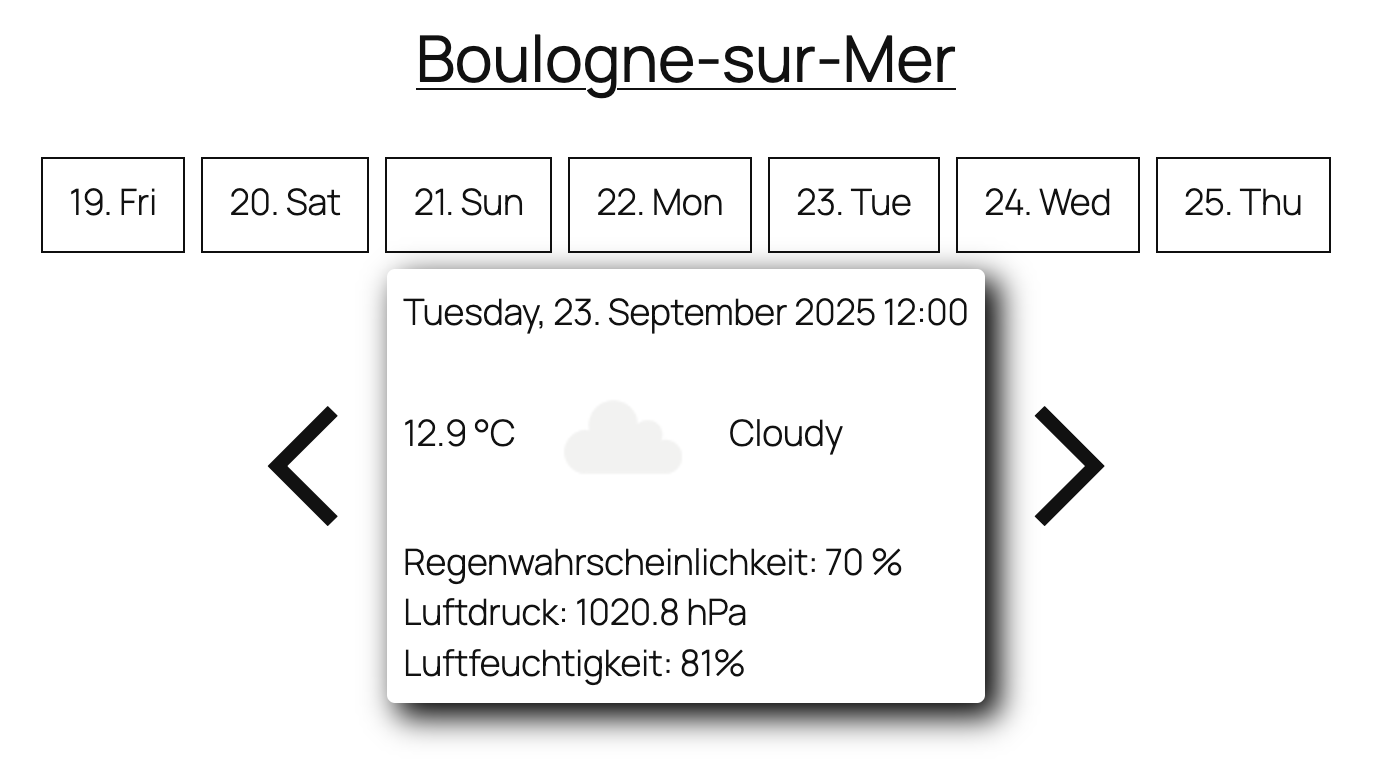 Boulogne-sur-Mer
19. Fri 20. Sat 21. Sun 22. Mon 23. Tue 24. Wed 25. Thu
Tuesday, 23. September 2025 12:00
12.9 °C Cloudy
Regenwahrscheinlichkeit: 70 %
Luftdruck: 1020.8 hPa
Luftfeuchtigkeit: 81%